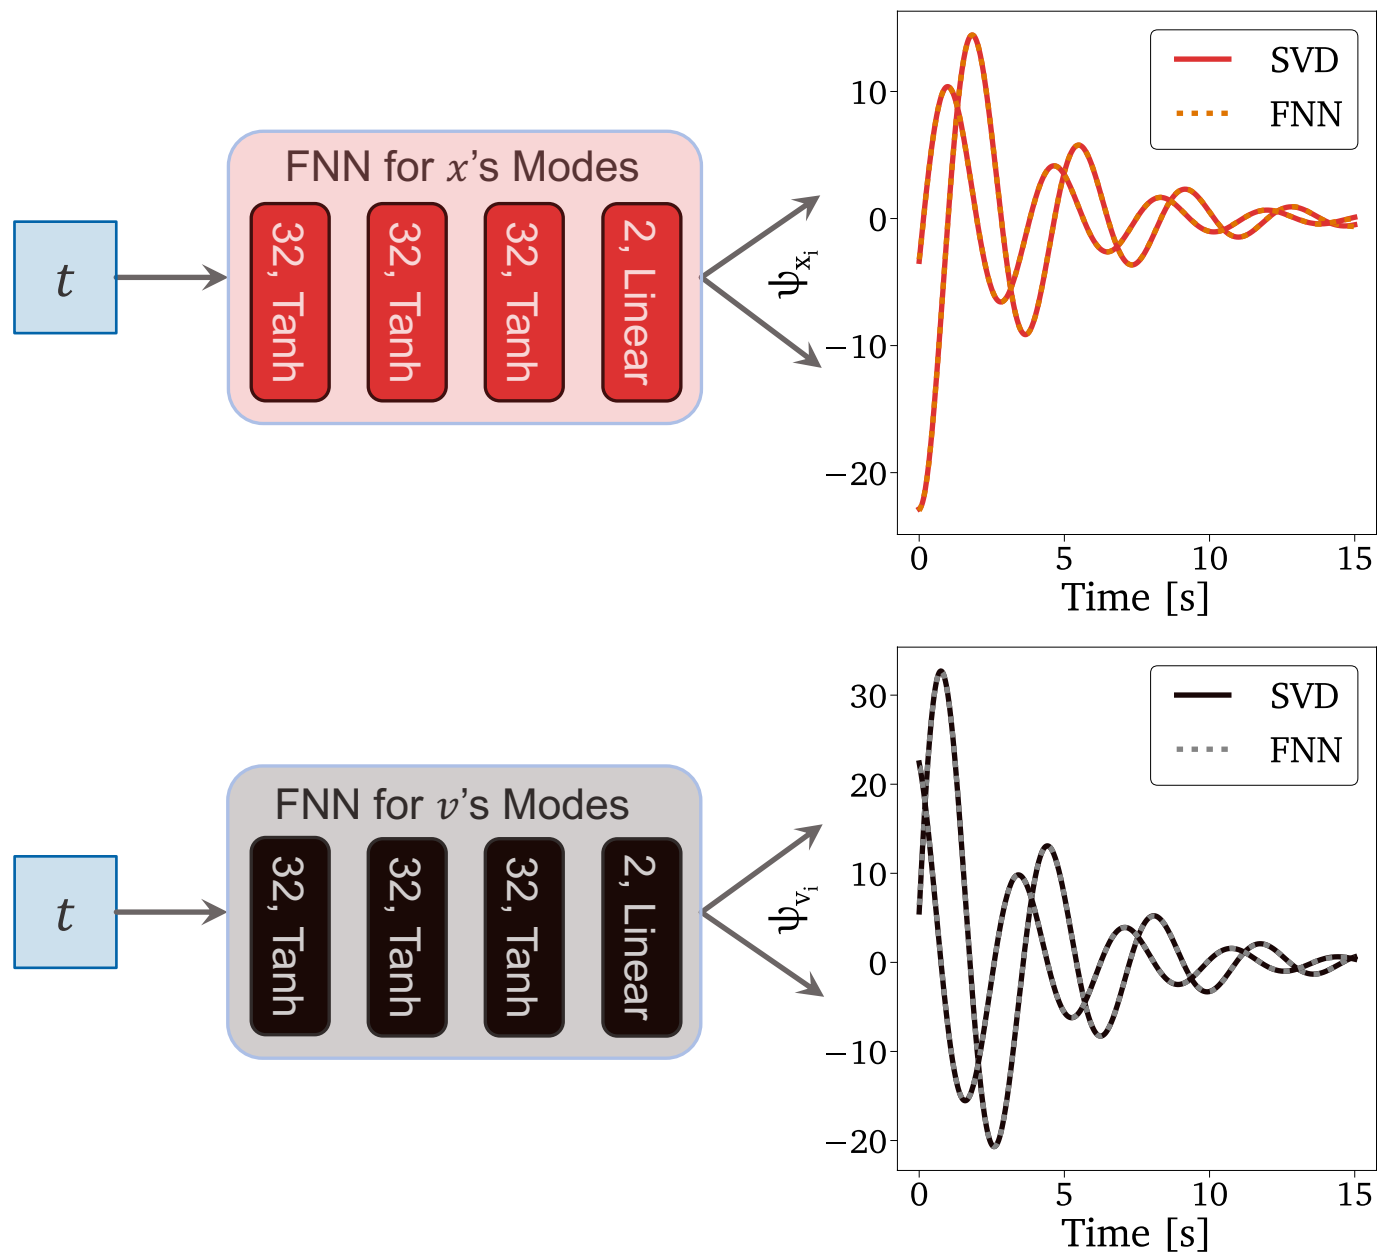 t
FNN for x's Modes
32, Tanh
32, Tanh
32, Tanh
2, Linear
ψxᵢ
SVD
FNN
10
0
−10
−20
0 5 10 15
Time [s]
t
FNN for v's Modes
32, Tanh
32, Tanh
32, Tanh
2, Linear
ψvᵢ
SVD
FNN
30
20
10
0
−10
−20
0 5 10 15
Time [s]